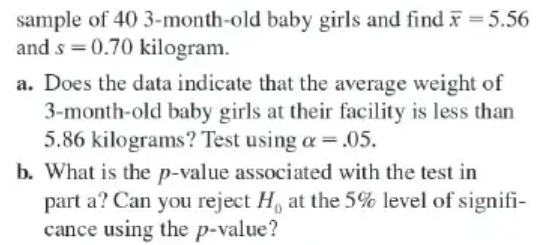 sample of 40 3-month-old baby girls and find x̄ = 5.56
and s = 0.70 kilogram.
a. Does the data indicate that the average weight of
3-month-old baby girls at their facility is less than
5.86 kilograms? Test using α = .05.
b. What is the p-value associated with the test in
part a? Can you reject H₀ at the 5% level of signifi-
cance using the p-value?